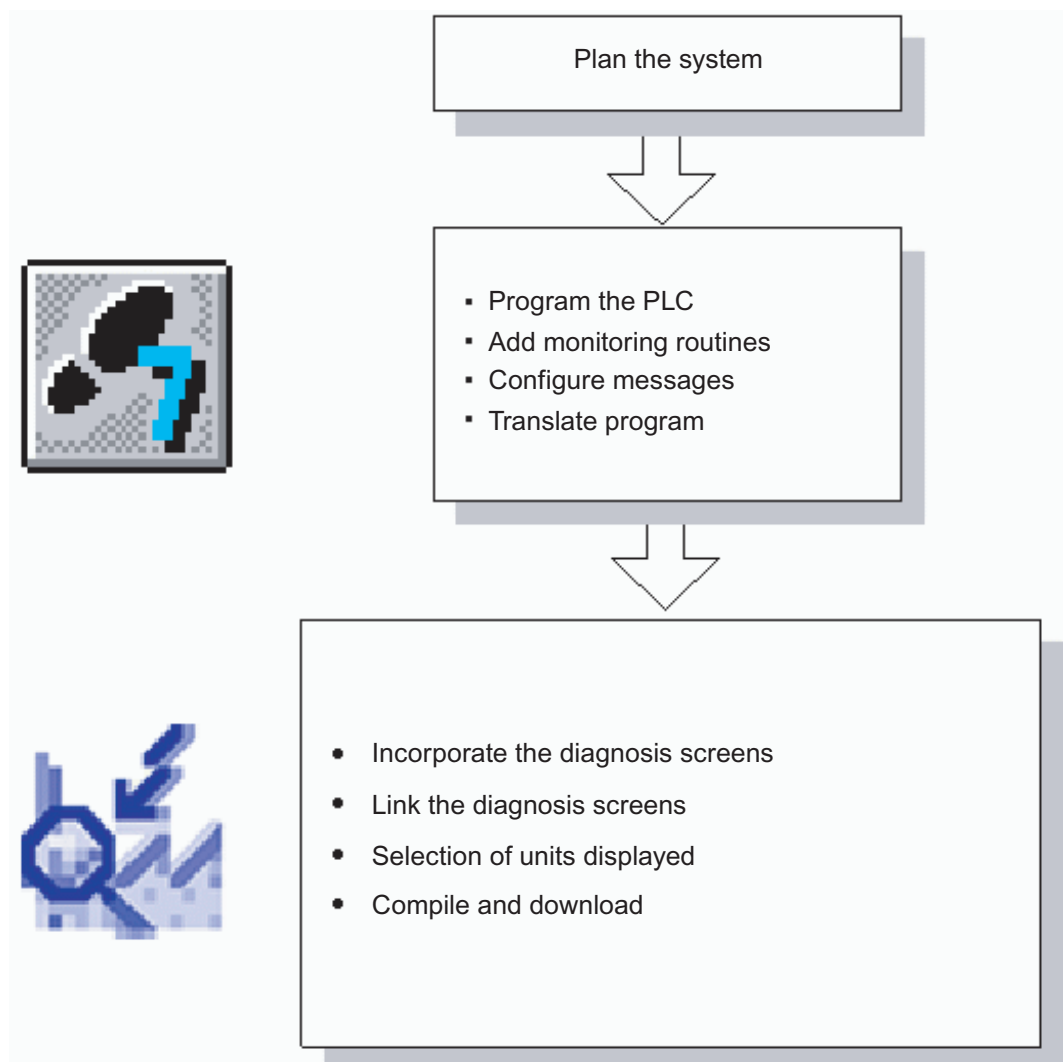 Plan the system
▪ Program the PLC
▪ Add monitoring routines
▪ Configure messages
▪ Translate program
• Incorporate the diagnosis screens
• Link the diagnosis screens
• Selection of units displayed
• Compile and download